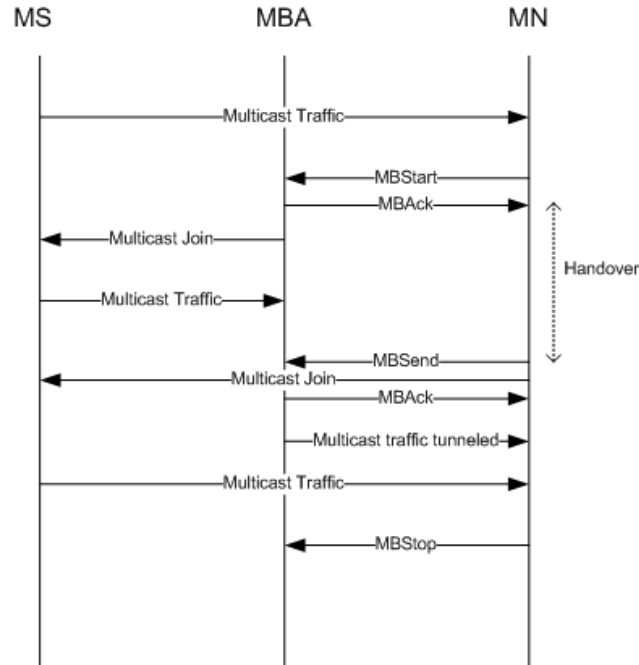 MS MBA MN
Multicast Traffic
MBStart
MBAck
Multicast Join
Handover
Multicast Traffic
MBSend
Multicast Join
MBAck
Multicast traffic tunneled
Multicast Traffic
MBStop